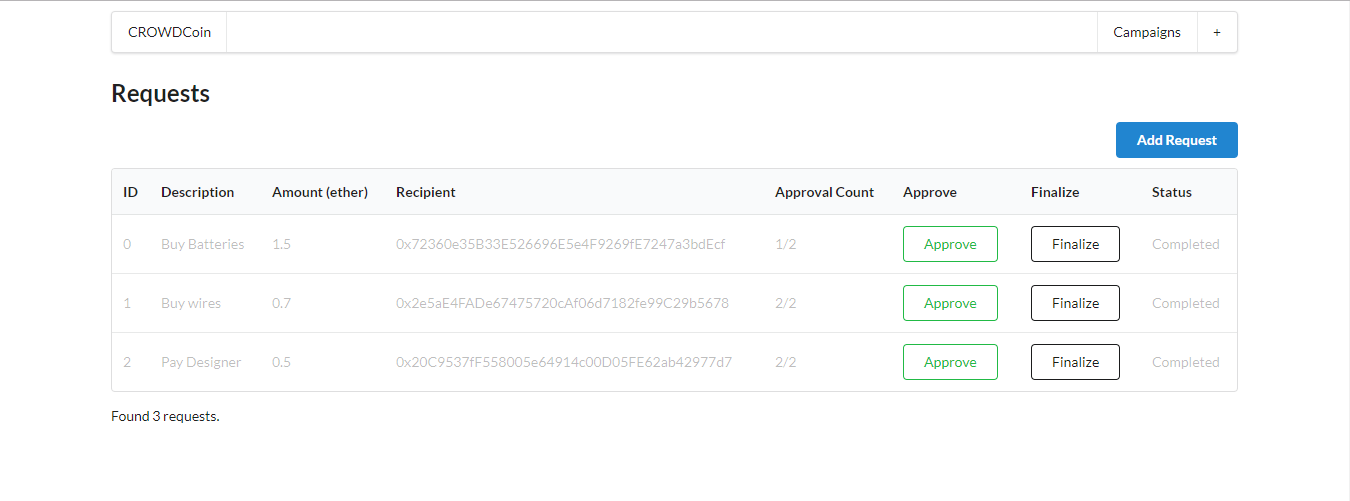 CROWDCoin Campaigns +
Requests
Add Request
ID Description Amount (ether) Recipient Approval Count Approve Finalize Status
0 Buy Batteries 1.5 0x72360e35B33E526696E5e4F9269fE7247a3bdEcf 1/2 Approve Finalize Completed
1 Buy wires 0.7 0x2e5aE4FADe67475720cAf06d7182fe99C29b5678 2/2 Approve Finalize Completed
2 Pay Designer 0.5 0x20C9537fF558005e64914c00D05FE62ab42977d7 2/2 Approve Finalize Completed
Found 3 requests.